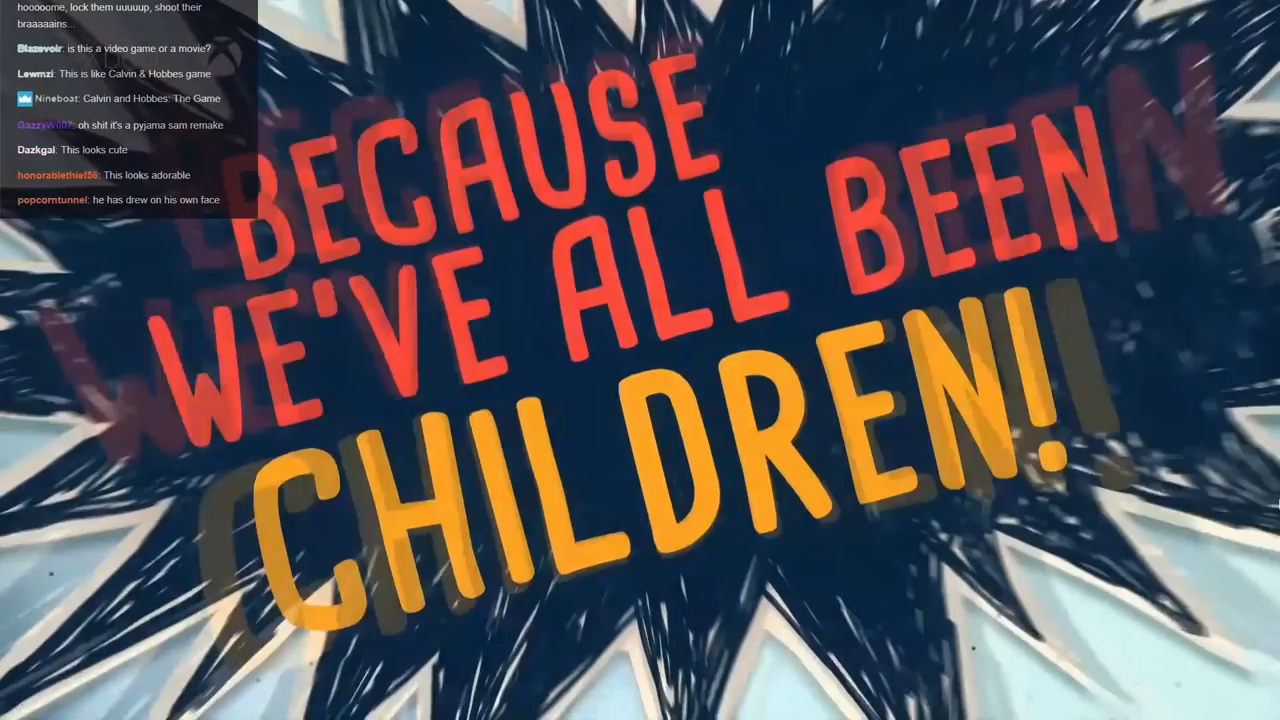 hooooome, lock them uuuuup, shoot their
braaaaains...
Blazevoir: is this a video game or a movie?
Lewmzi: This is like Calvin & Hobbes game
Nineboat: Calvin and Hobbes: The Game
GazzyW007: oh shit it's a pyjama sam remake
Dazkgal: This looks cute
honorablethief56: This looks adorable
popcorntunnel: he has drew on his own face
BECAUSE
WE'VE ALL BEEN
CHILDREN!